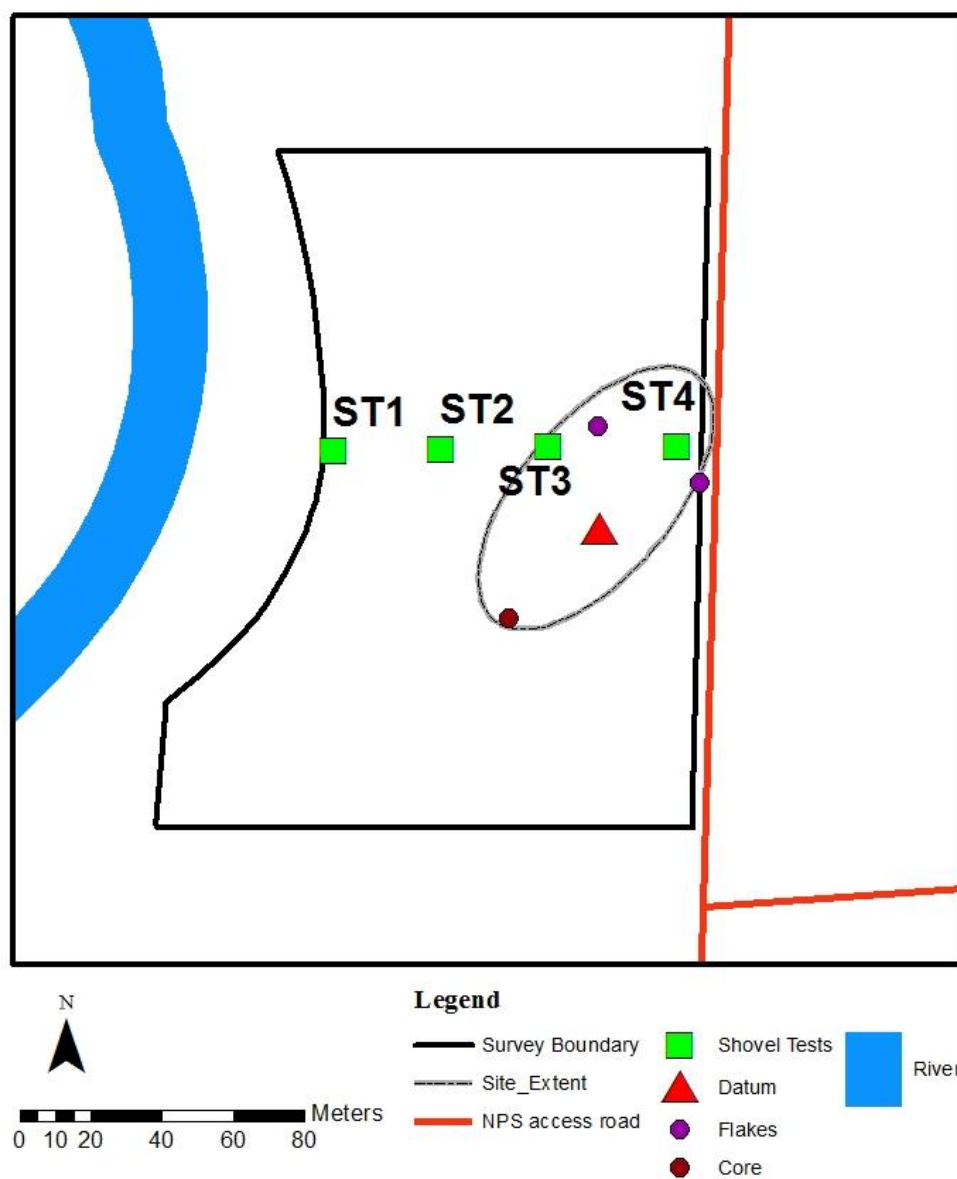 ST1
ST2
ST4
ST3
N
Meters
0 10 20 40 60 80
Legend
Survey Boundary
Site_Extent
NPS access road
Shovel Tests
Datum
Flakes
Core
River